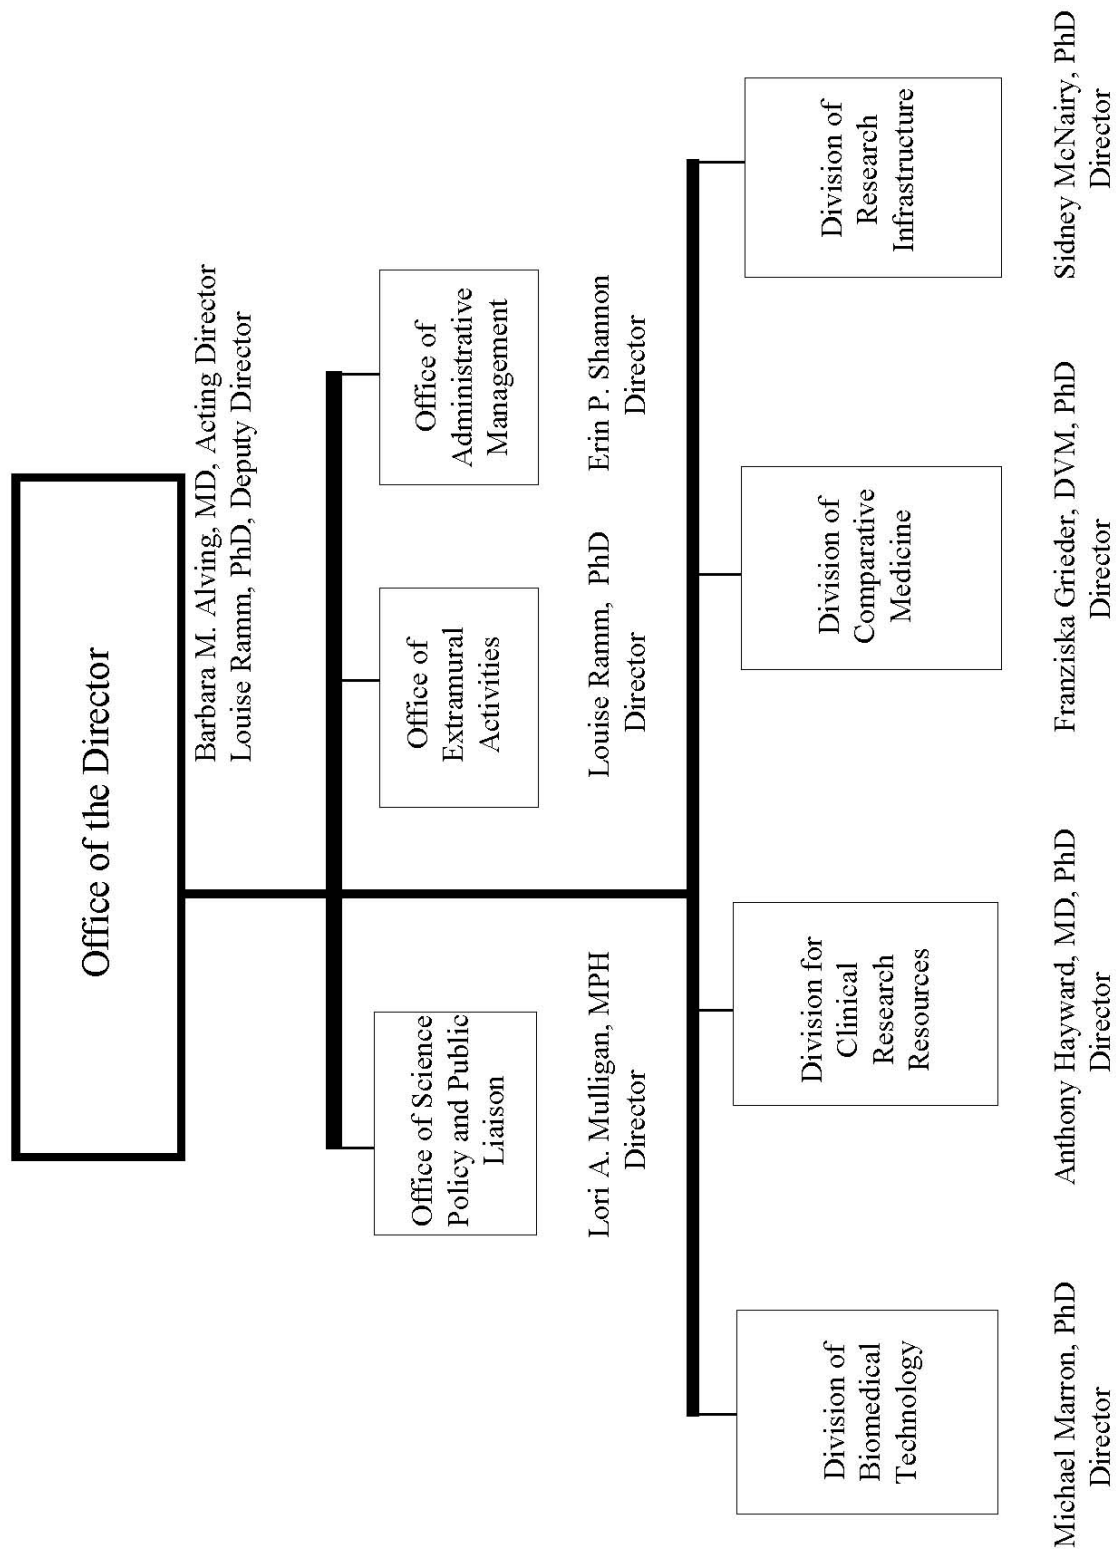 Office of the Director
Barbara M. Alving, MD, Acting Director
Louise Ramm, PhD, Deputy Director
Office of Science
Policy and Public
Liaison
Lori A. Mulligan, MPH
Director
Office of
Extramural
Activities
Louise Ramm, PhD
Director
Office of
Administrative
Management
Erin P. Shannon
Director
Division of
Biomedical
Technology
Michael Marron, PhD
Director
Division for
Clinical
Research
Resources
Anthony Hayward, MD, PhD
Director
Division of
Comparative
Medicine
Franziska Grieder, DVM, PhD
Director
Division of
Research
Infrastructure
Sidney McNairy, PhD
Director